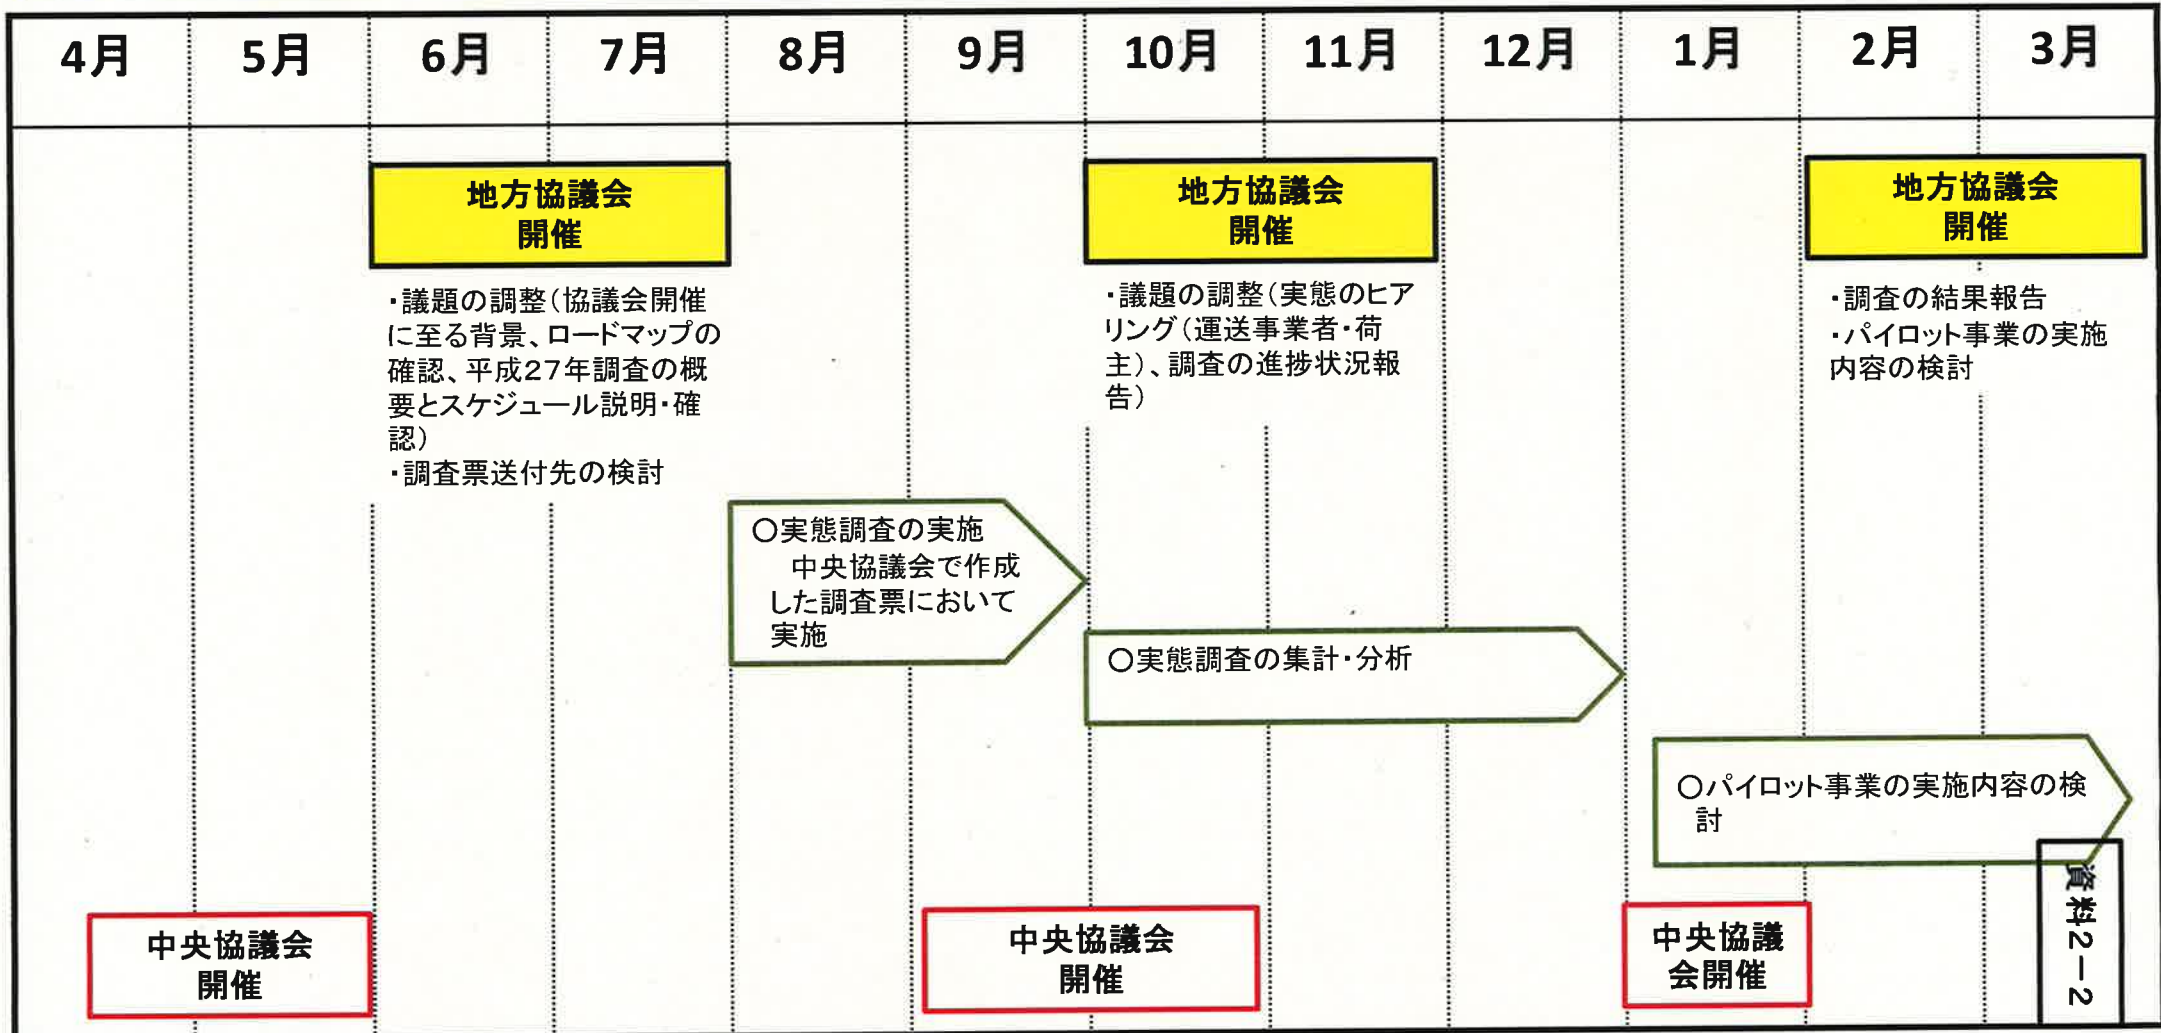 4月 5月 6月 7月 8月 9月 10月 11月 12月 1月 2月 3月
地方協議会
開催
・議題の調整(協議会開催
に至る背景、ロードマップの
確認、平成27年調査の概
要とスケジュール説明・確
認)
・調査票送付先の検討
地方協議会
開催
・議題の調整(実態のヒア
リング(運送事業者・荷
主)、調査の進捗状況報
告)
地方協議会
開催
・調査の結果報告
・パイロット事業の実施
内容の検討
○実態調査の実施
中央協議会で作成
した調査票において
実施
○実態調査の集計・分析
○パイロット事業の実施内容の検
討
中央協議会
開催
中央協議会
開催
中央協議
会開催
資料2-2